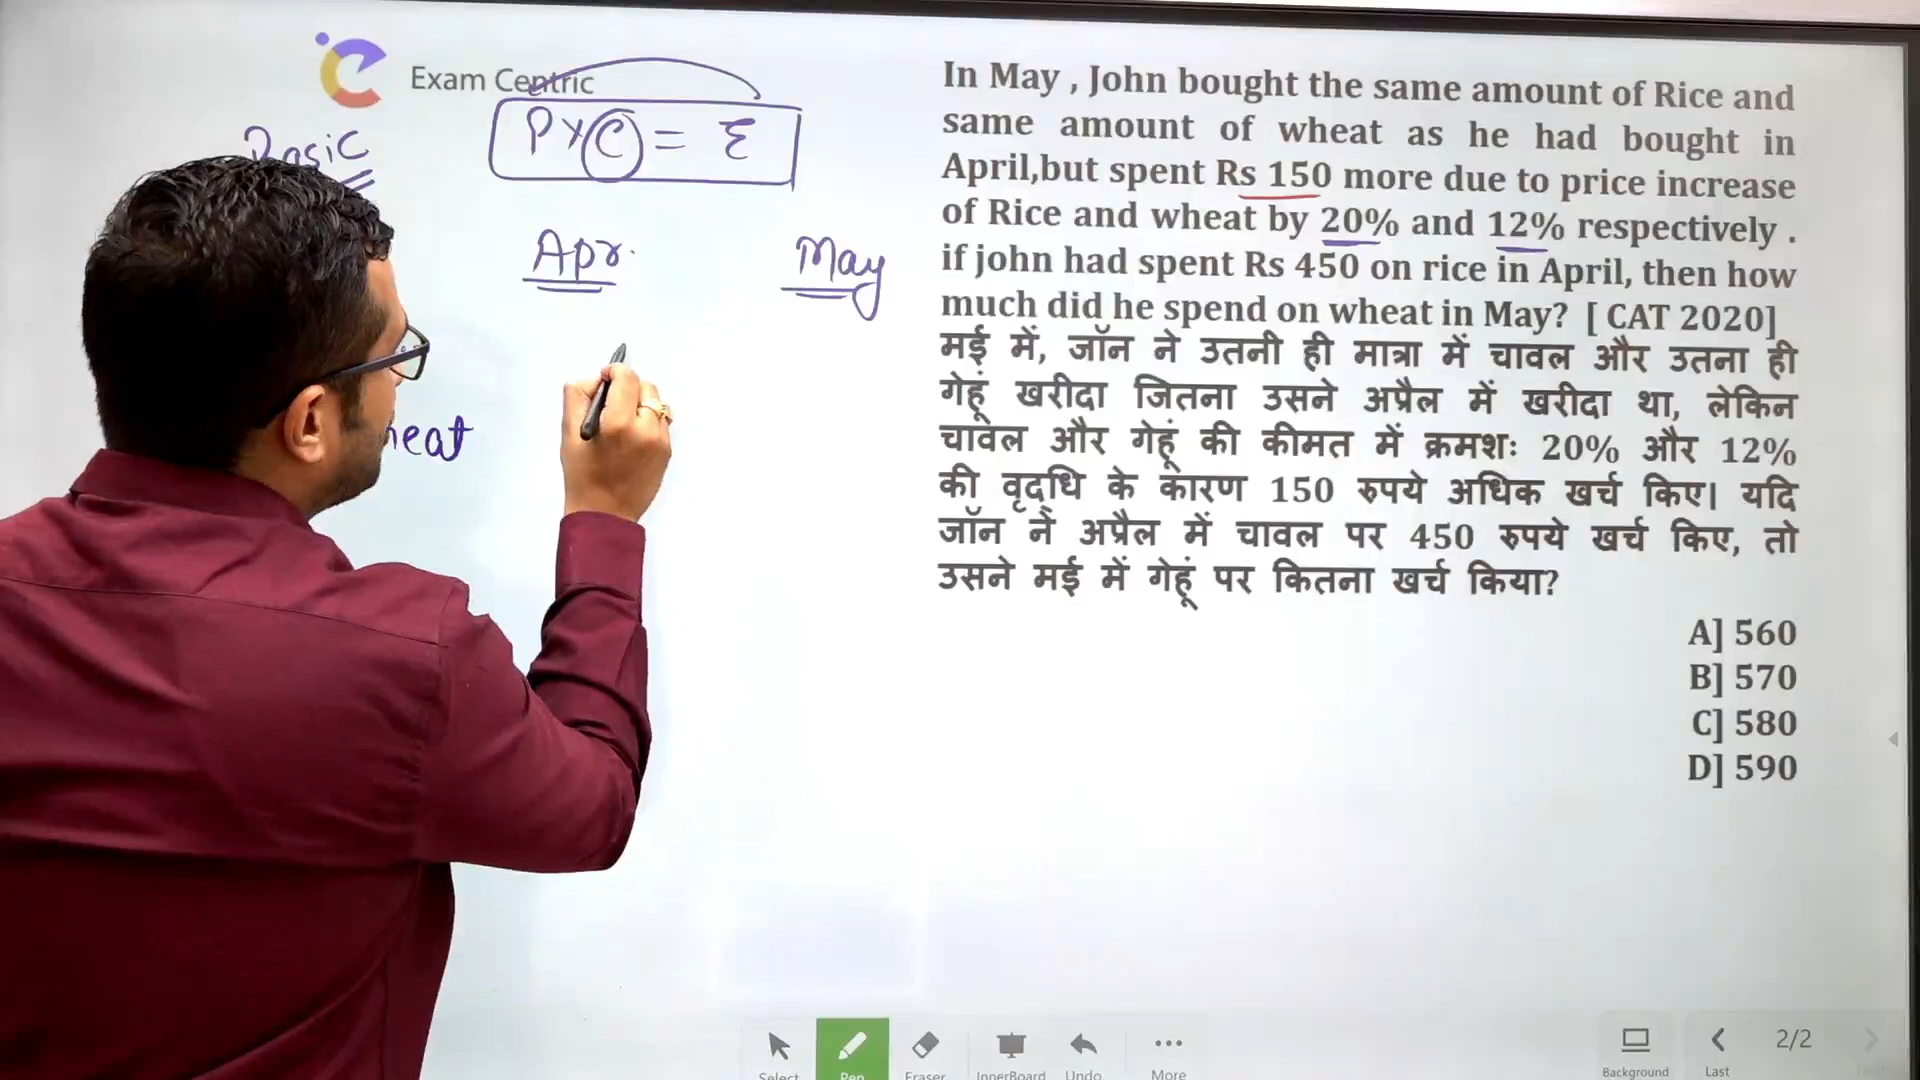 Exam Centric
Basic
P × C = E
Apr.
May
heat
In May , John bought the same amount of Rice and
same amount of wheat as he had bought in
April,but spent Rs 150 more due to price increase
of Rice and wheat by 20% and 12% respectively .
if john had spent Rs 450 on rice in April, then how
much did he spend on wheat in May? [ CAT 2020]
मई में, जॉन ने उतनी ही मात्रा में चावल और उतना ही
गेहूं खरीदा जितना उसने अप्रैल में खरीदा था, लेकिन
चावल और गेहूं की कीमत में क्रमशः 20% और 12%
की वृद्धि के कारण 150 रुपये अधिक खर्च किए। यदि
जॉन ने अप्रैल में चावल पर 450 रुपये खर्च किए, तो
उसने मई में गेहूं पर कितना खर्च किया?
A] 560
B] 570
C] 580
D] 590
Select Pen Eraser InnerBoard Undo More
Background Last 2/2